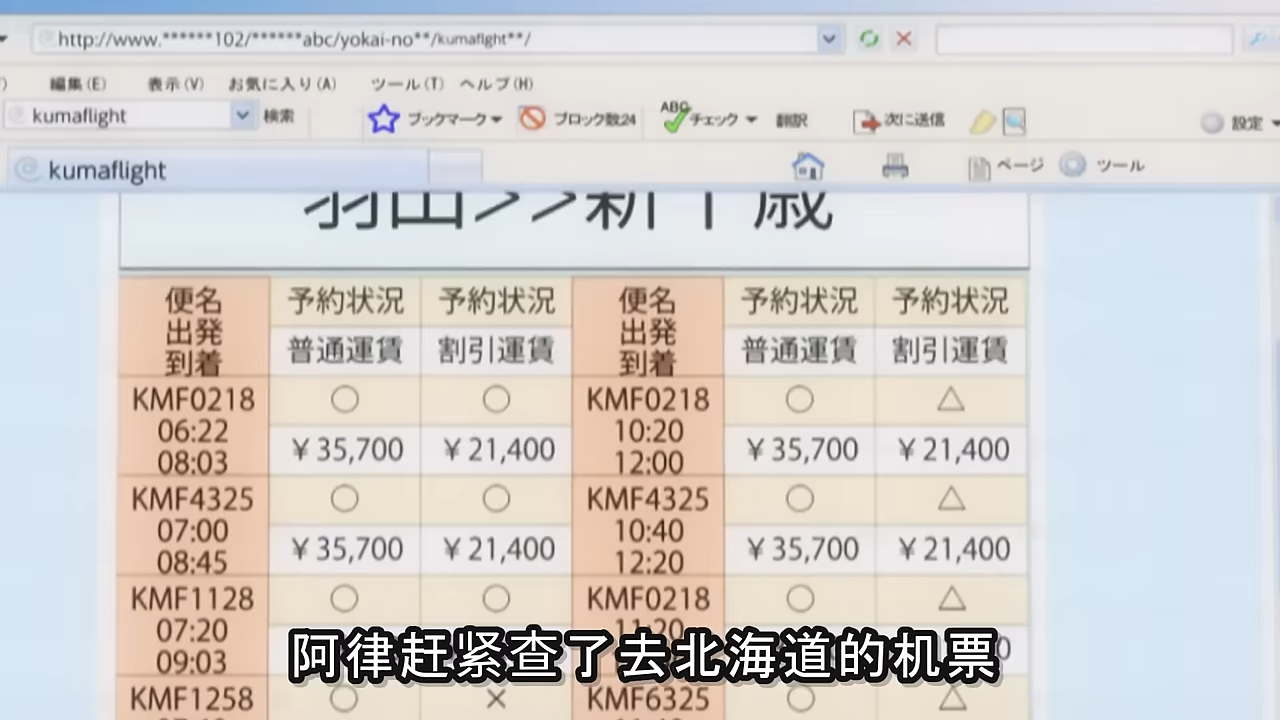 http://www.******102/******abc/yokai-no**/kumaflght**/
編集(E) 表示(V) お気に入り(A) ツール(T) ヘルプ(H)
kumaflight 検索 ブックマーク ブロック数24 ABC チェック 翻訳 次に送信 設定
kumaflight ページ ツール
羽田>>新千歳
便名 出発 到着 予約状況 予約状況 便名 出発 到着 予約状況 予約状況
普通運賃 割引運賃 普通運賃 割引運賃
KMF0218 ○ ○ KMF0218 ○ △
06:22 10:20
08:03 ¥35,700 ¥21,400 12:00 ¥35,700 ¥21,400
KMF4325 ○ ○ KMF4325 ○ △
07:00 10:40
08:45 ¥35,700 ¥21,400 12:20 ¥35,700 ¥21,400
KMF1128 ○ ○ KMF0218 ○ △
07:20 11:20
09:03
阿律赶紧查了去北海道的机票
KMF1258 ○ × KMF6325 ○ △